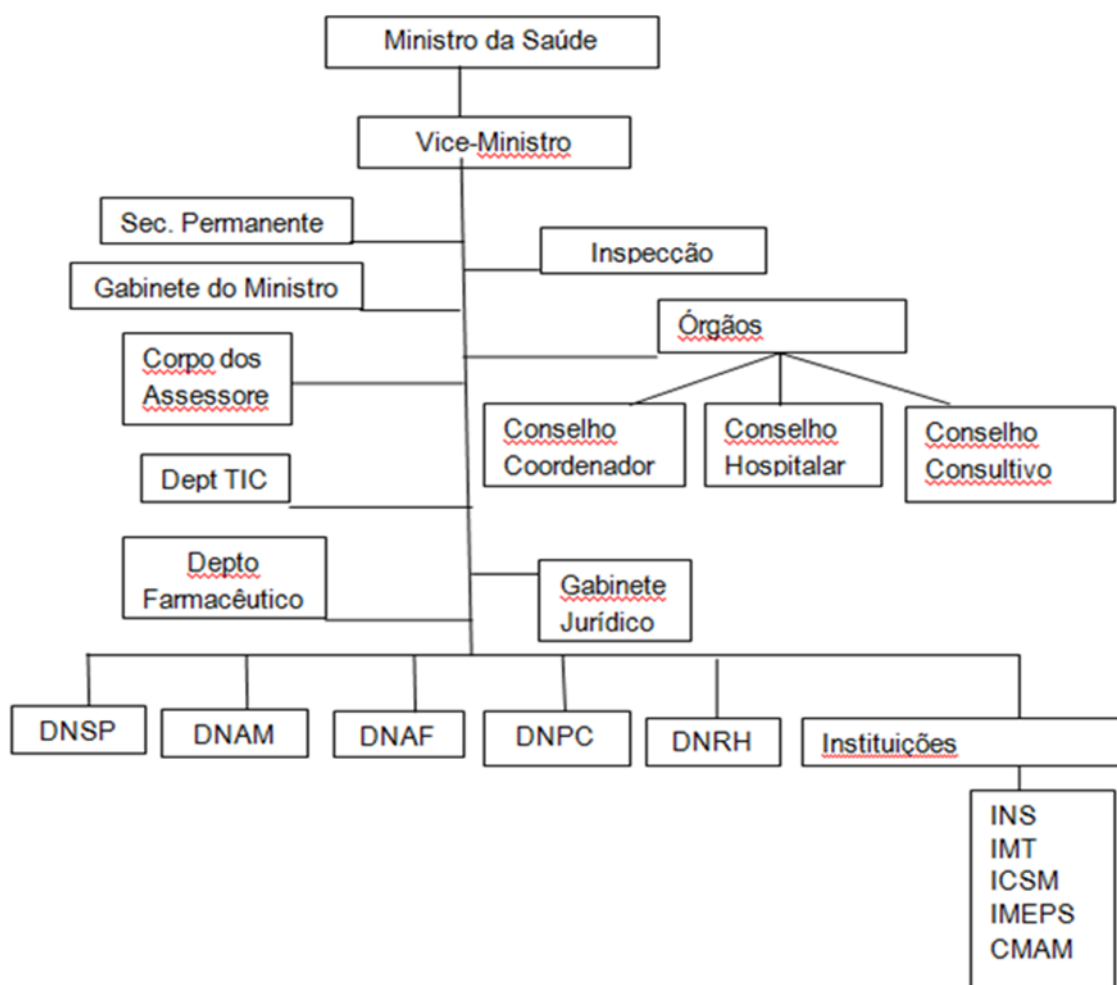 Ministro da Saúde
Vice-Ministro
Sec. Permanente
Inspecção
Gabinete do Ministro
Órgãos
Corpo dos
Assessore
Conselho
Coordenador
Conselho
Hospitalar
Conselho
Consultivo
Dept TIC
Depto
Farmacêutico
Gabinete
Jurídico
DNSP
DNAM
DNAF
DNPC
DNRH
Instituições
INS
IMT
ICSM
IMEPS
CMAM